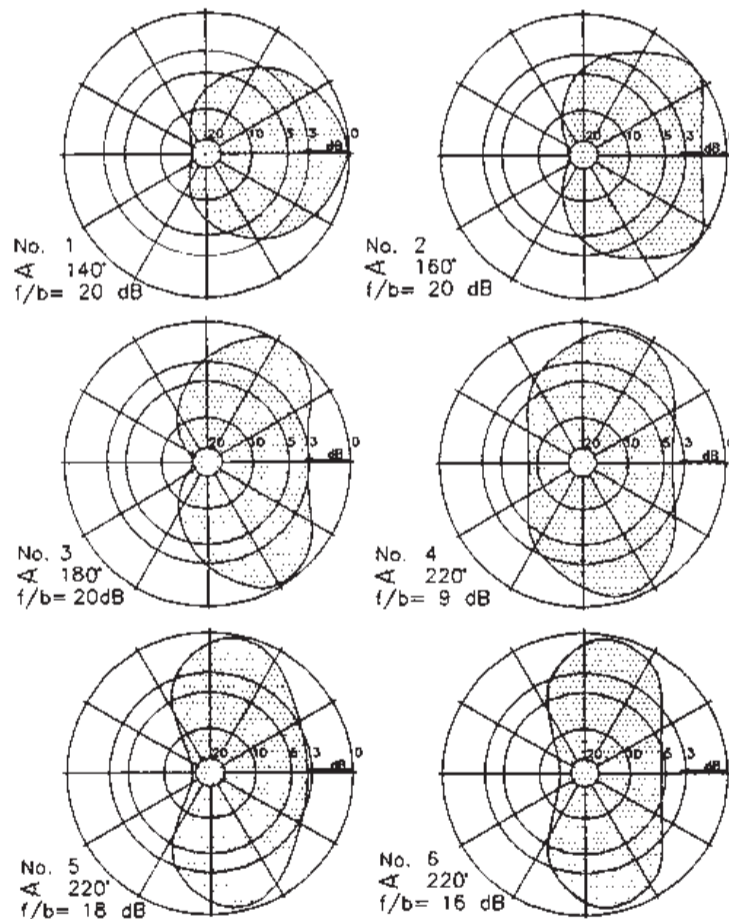 20 10 5 3 0
dB
No. 1
∢ 140°
f/b= 20 dB
20 10 5 3 0
dB
No. 2
∢ 160°
f/b= 20 dB
20 10 5 3 0
dB
No. 3
∢ 180°
f/b= 20dB
20 10 5 3 0
dB
No. 4
∢ 220°
f/b= 9 dB
20 10 5 3 0
dB
No. 5
∢ 220°
f/b= 18 dB
20 10 5 3 0
dB
No. 6
∢ 220°
f/b= 16 dB